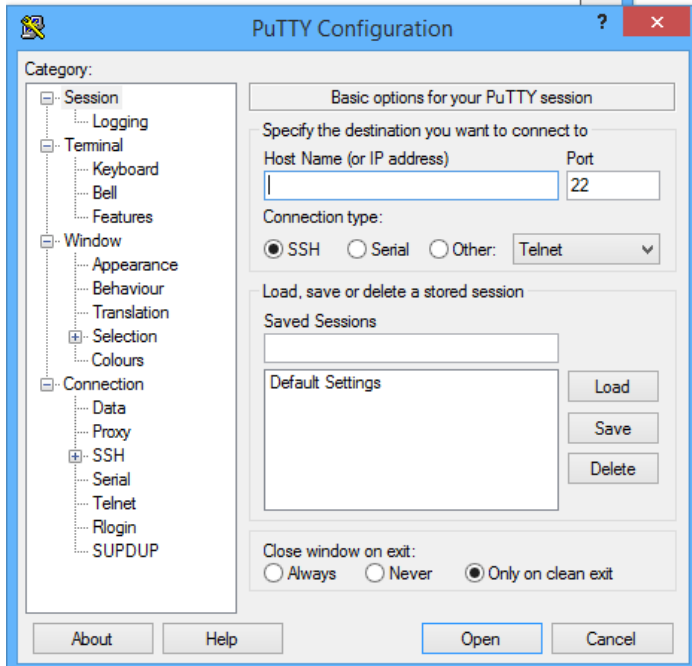 PuTTY Configuration
?
Category:
Session
Logging
Terminal
Keyboard
Bell
Features
Window
Appearance
Behaviour
Translation
Selection
Colours
Connection
Data
Proxy
SSH
Serial
Telnet
Rlogin
SUPDUP
Basic options for your PuTTY session
Specify the destination you want to connect to
Host Name (or IP address) Port
22
Connection type:
SSH Serial Other: Telnet
Load, save or delete a stored session
Saved Sessions
Default Settings
Load
Save
Delete
Close window on exit:
Always Never Only on clean exit
About Help Open Cancel